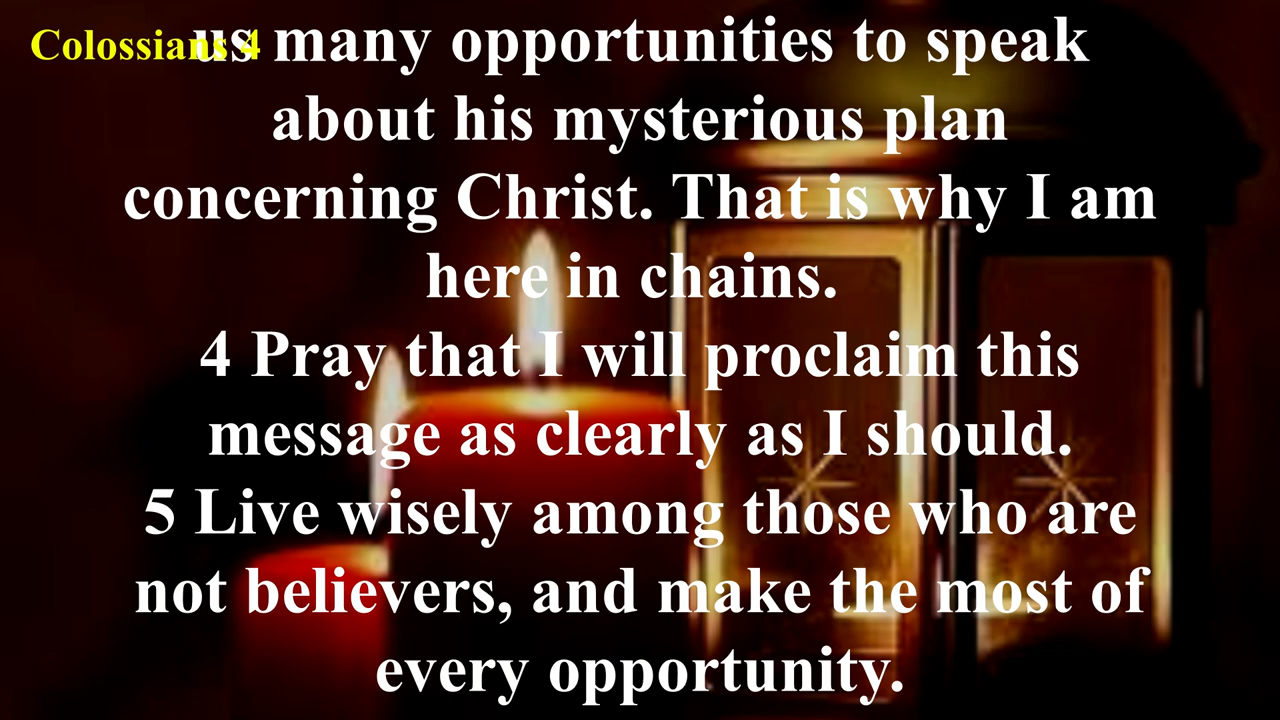 Colossians 4
us many opportunities to speak
about his mysterious plan
concerning Christ. That is why I am
here in chains.
4 Pray that I will proclaim this
message as clearly as I should.
5 Live wisely among those who are
not believers, and make the most of
every opportunity.